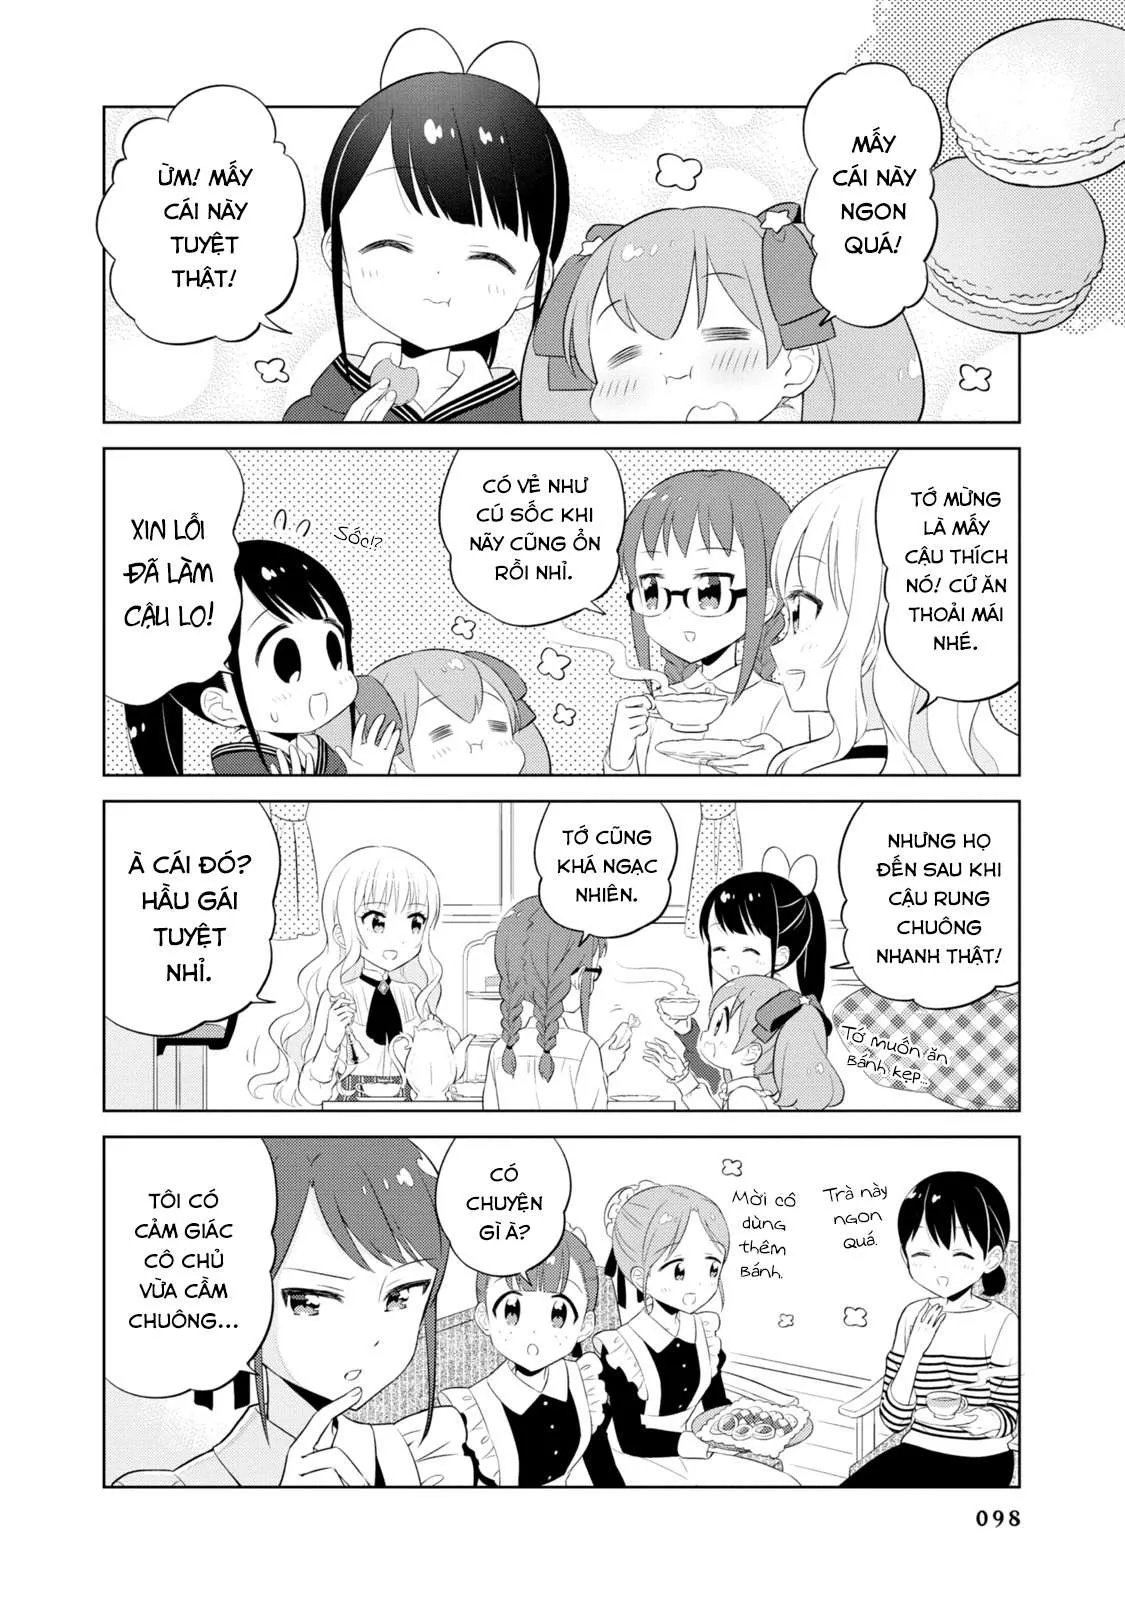 MẤY
CÁI NÀY
NGON
QUÁ!
ỪM! MẤY
CÁI NÀY
TUYỆT
THẬT!
TỚ MỪNG
LÀ MẤY
CẬU THÍCH
NÓ! CỨ ĂN
THOẢI MÁI
NHÉ.
CÓ VẺ NHƯ
CÚ SỐC KHI
NÃY CŨNG ỔN
RỒI NHỈ.
Sốc!?
XIN LỖI
ĐÃ LÀM
CẬU LO!
NHƯNG HỌ
ĐẾN SAU KHI
CẬU RUNG
CHUÔNG
NHANH THẬT!
Tớ muốn ăn
Bánh kẹp...
TỚ CŨNG
KHÁ NGẠC
NHIÊN.
À CÁI ĐÓ?
HẦU GÁI
TUYỆT
NHỈ.
Trà này
ngon
quá.
Mời cô
dùng
thêm
Bánh.
CÓ
CHUYỆN
GÌ À?
TÔI CÓ
CẢM GIÁC
CÔ CHỦ
VỪA CẦM
CHUÔNG...
098